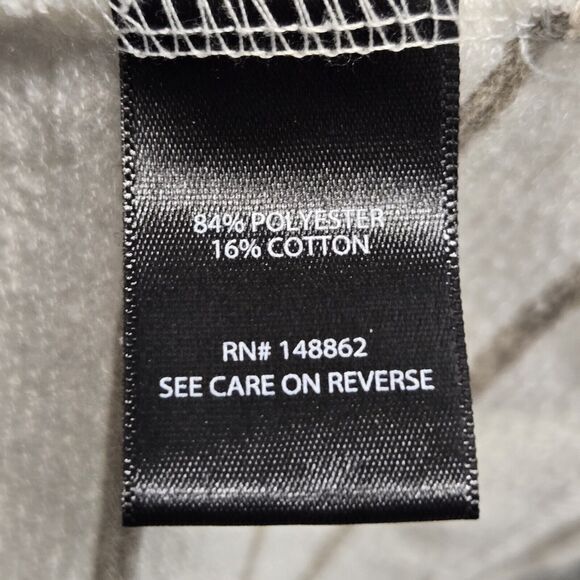 84% POLYESTER
16% COTTON
RN# 148862
SEE CARE ON REVERSE